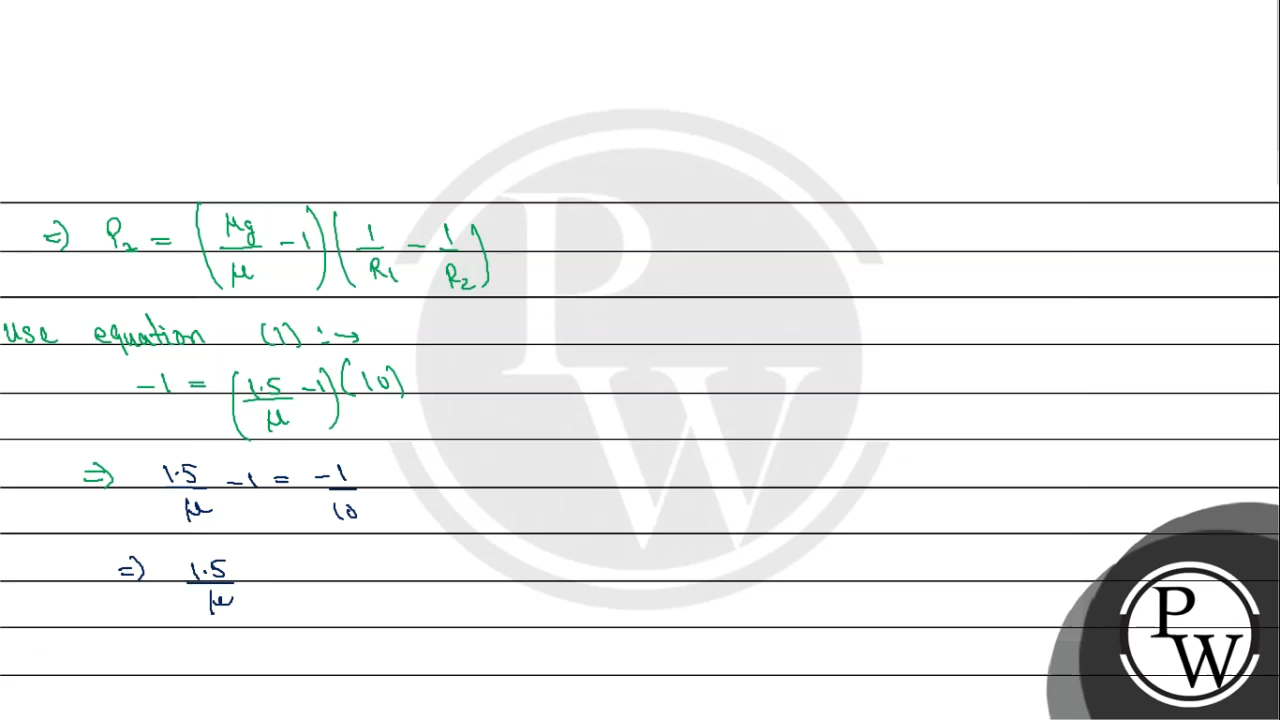 ⇒ P₂ = (μg/μ - 1)(1/R₁ - 1/R₂)
Use equation (1) :→
-1 = (1.5/μ - 1)(10)
⇒ 1.5/μ - 1 = -1/10
⇒ 1.5/μ
P
W
P
W